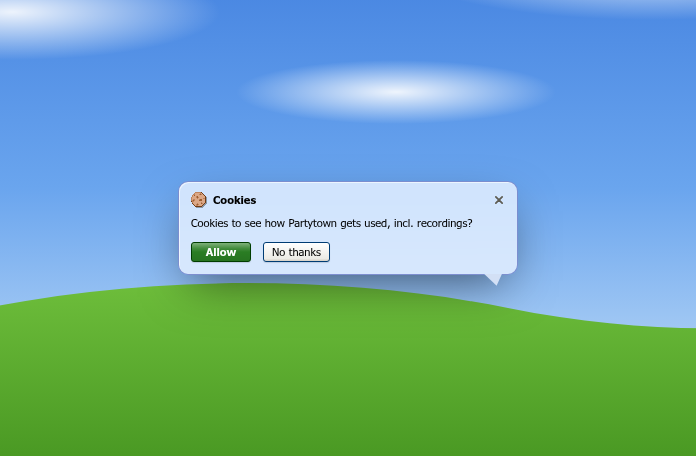 Cookies
Cookies to see how Partytown gets used, incl. recordings?
Allow
No thanks